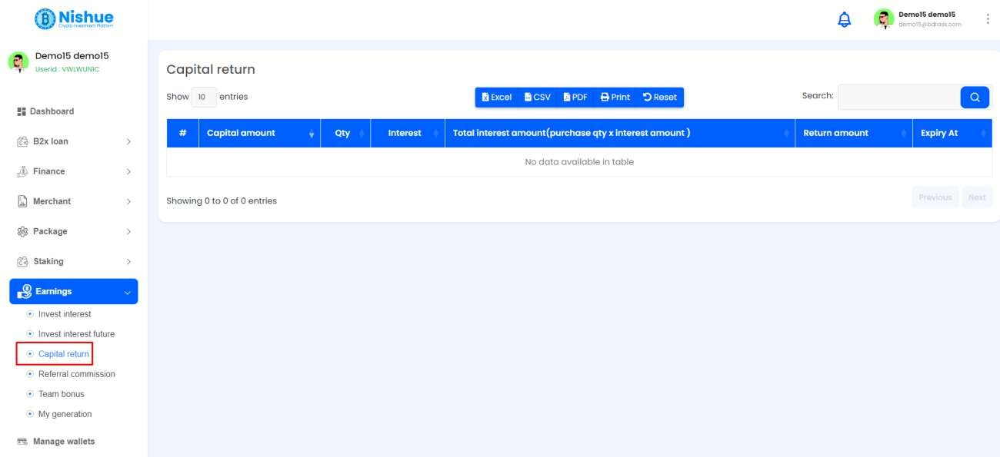 Nishue
Crypto Investment Platform
Demo15 demo15
demo15@bdtask.com
Demo15 demo15
Userid : VWLWUN1C
Dashboard
B2x loan
Finance
Merchant
Package
Staking
Earnings
Invest interest
Invest interest future
Capital return
Referral commission
Team bonus
My generation
Manage wallets
Capital return
Show 10 entries
Excel CSV PDF Print Reset
Search:
# Capital amount Qty Interest Total interest amount(purchase qty x interest amount ) Return amount Expiry At
No data available in table
Showing 0 to 0 of 0 entries
Previous Next